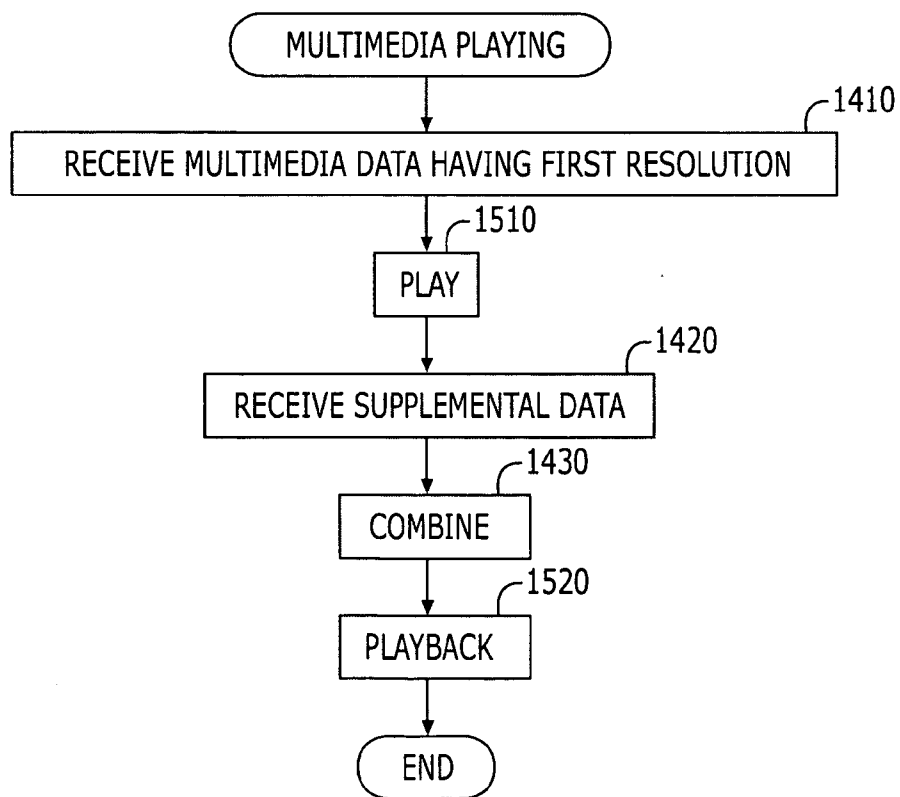 MULTIMEDIA PLAYING
1410
RECEIVE MULTIMEDIA DATA HAVING FIRST RESOLUTION
1510
PLAY
1420
RECEIVE SUPPLEMENTAL DATA
1430
COMBINE
1520
PLAYBACK
END